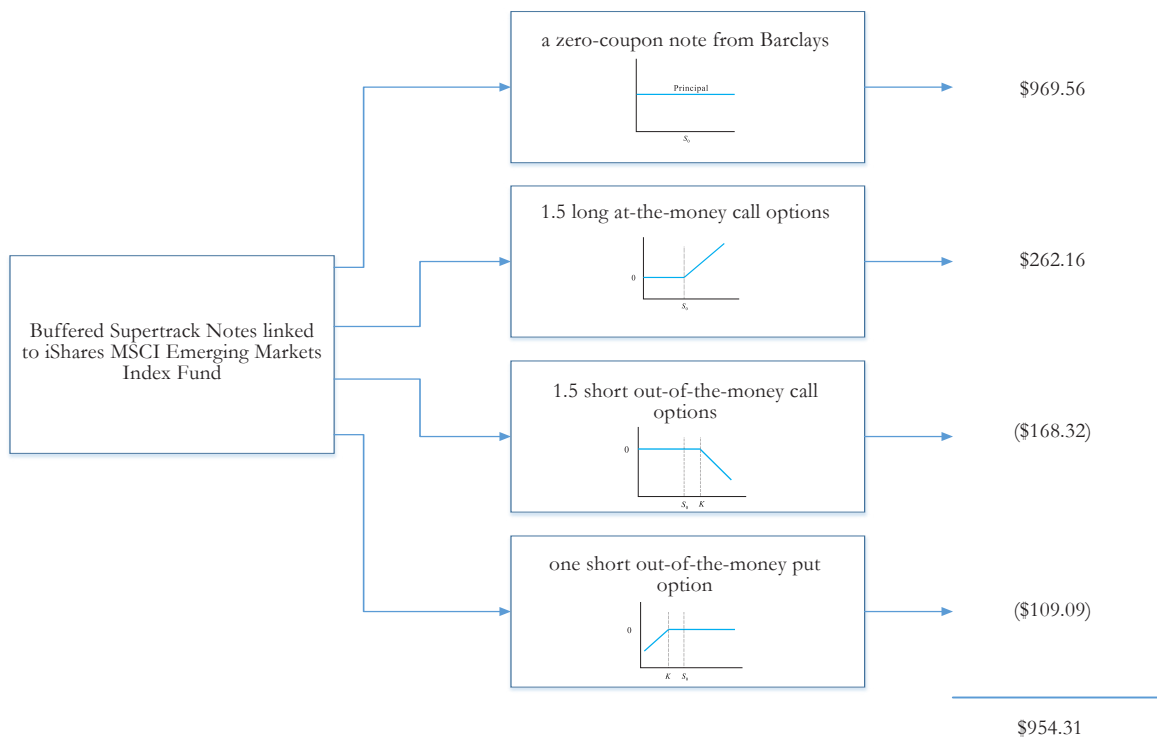 a zero-coupon note from Barclays
Principal
S0
$969.56
1.5 long at-the-money call options
0
S0
$262.16
Buffered Supertrack Notes linked
to iShares MSCI Emerging Markets
Index Fund
1.5 short out-of-the-money call
options
0
S0 K
($168.32)
one short out-of-the-money put
option
0
K S0
($109.09)
$954.31